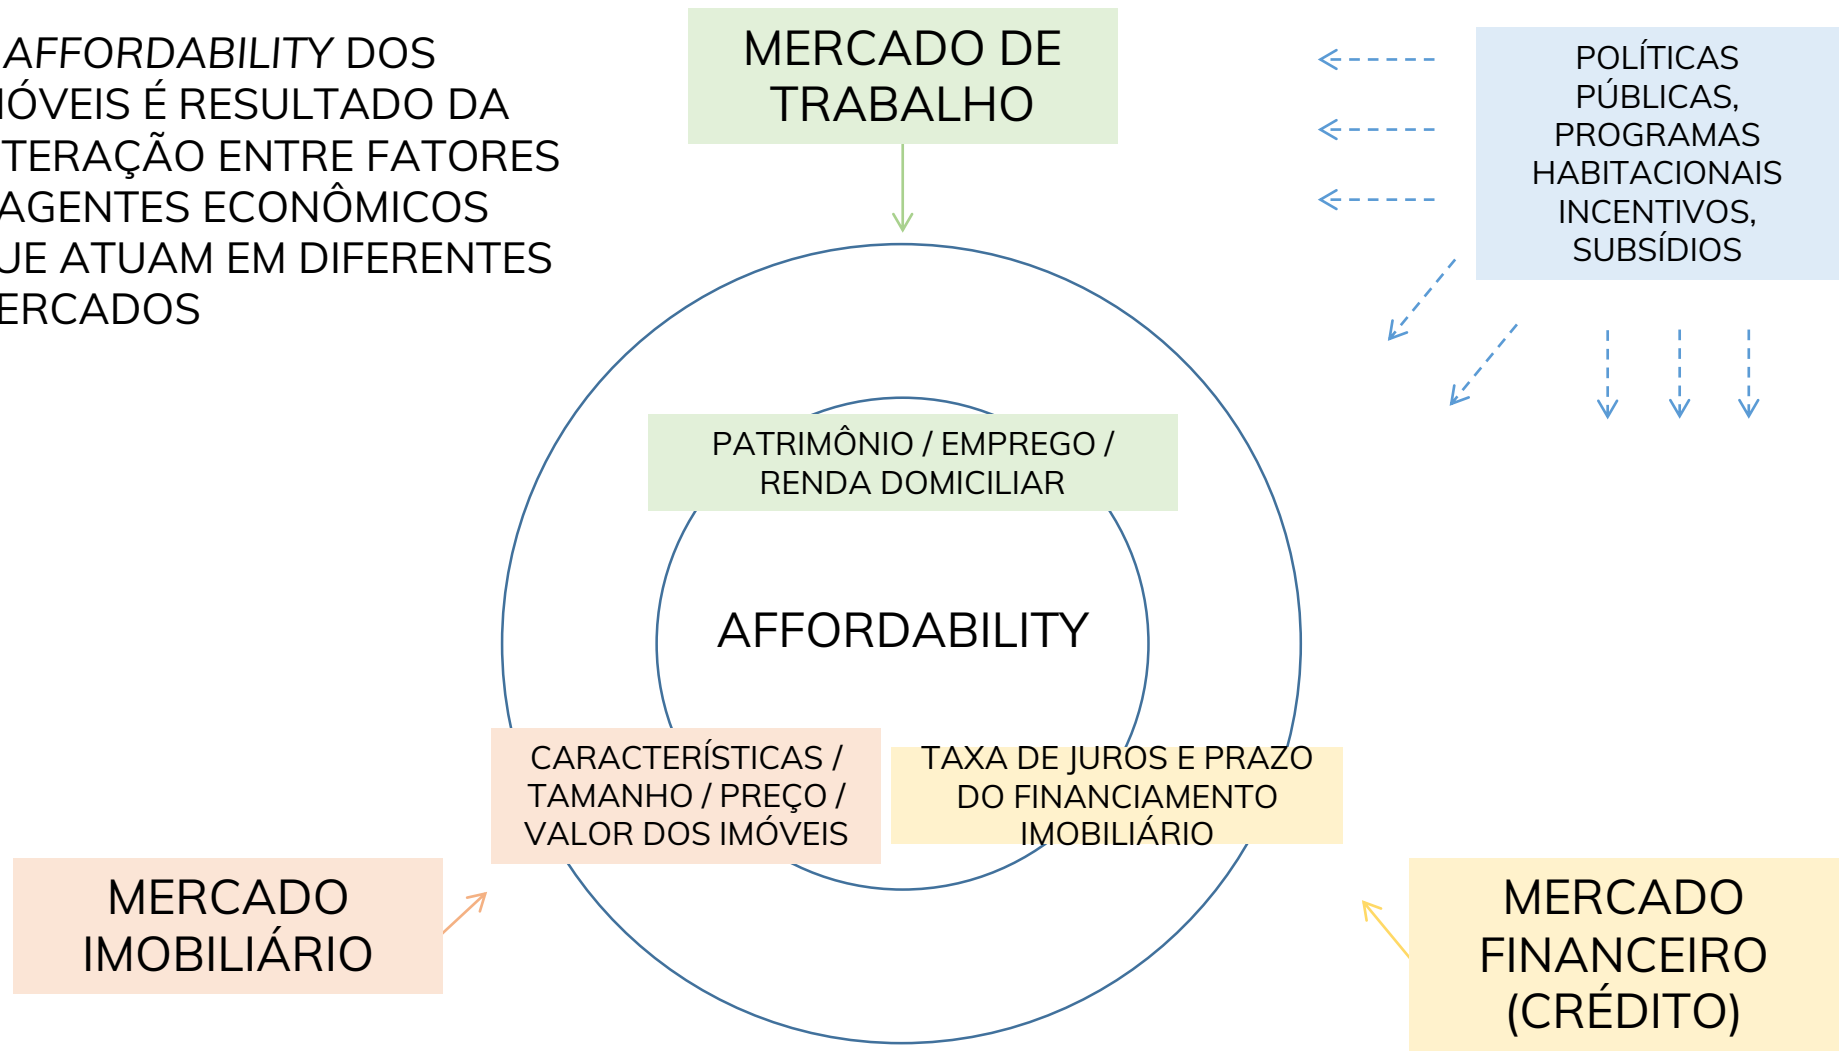 AFFORDABILITY DOS
ÓVEIS É RESULTADO DA
TERAÇÃO ENTRE FATORES
AGENTES ECONÔMICOS
UE ATUAM EM DIFERENTES
ERCADOS
MERCADO DE
TRABALHO
POLÍTICAS
PÚBLICAS,
PROGRAMAS
HABITACIONAIS
INCENTIVOS,
SUBSÍDIOS
PATRIMÔNIO / EMPREGO /
RENDA DOMICILIAR
AFFORDABILITY
CARACTERÍSTICAS /
TAMANHO / PREÇO /
VALOR DOS IMÓVEIS
TAXA DE JUROS E PRAZO
DO FINANCIAMENTO
IMOBILIÁRIO
MERCADO
IMOBILIÁRIO
MERCADO
FINANCEIRO
(CRÉDITO)